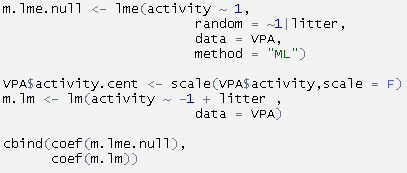 m.lme.null <- lme(activity ~ 1,
random = ~1|litter,
data = VPA,
method = "ML")
VPA$activity.cent <- scale(VPA$activity,scale = F)
m.lm <- lm(activity ~ -1 + litter ,
data = VPA)
cbind(coef(m.lme.null),
coef(m.lm))